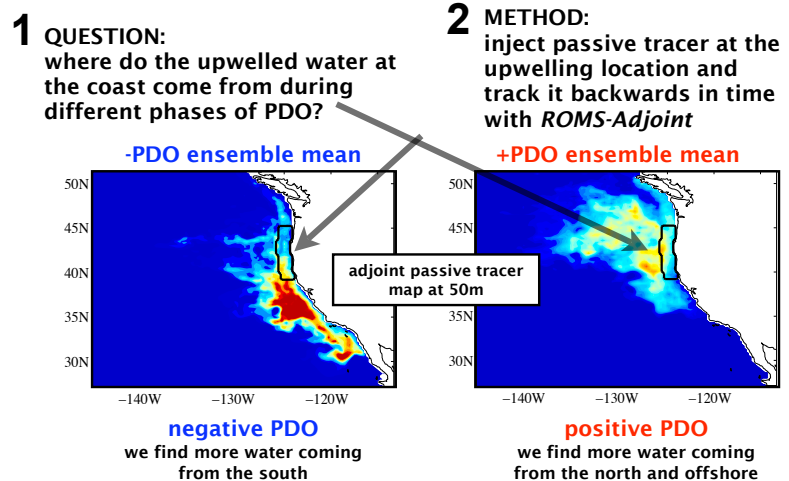 1 QUESTION:
where do the upwelled water at
the coast come from during
different phases of PDO?
2 METHOD:
inject passive tracer at the
upwelling location and
track it backwards in time
with ROMS-Adjoint
-PDO ensemble mean
50N
45N
40N
35N
30N
−140W
−130W
−120W
adjoint passive tracer
map at 50m
+PDO ensemble mean
50N
45N
40N
35N
30N
−140W
−130W
−120W
negative PDO
we find more water coming
from the south
positive PDO
we find more water coming
from the north and offshore